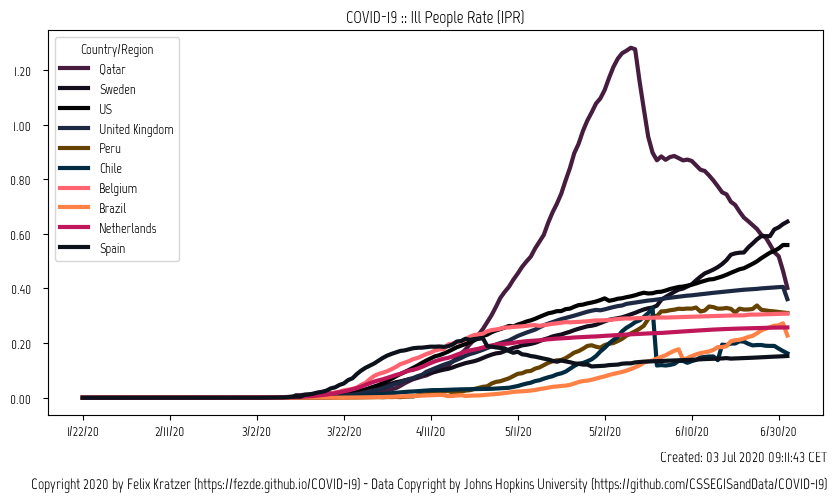 COVID-19 :: Ill People Rate (IPR)
Country/Region
Qatar
Sweden
US
United Kingdom
Peru
Chile
Belgium
Brazil
Netherlands
Spain
1.20
1.00
0.80
0.60
0.40
0.20
0.00
1/22/20 2/11/20 3/2/20 3/22/20 4/11/20 5/1/20 5/21/20 6/10/20 6/30/20
Created: 03 Jul 2020 09:11:43 CET
Copyright 2020 by Felix Kratzer (https://fezde.github.io/COVID-19) - Data Copyright by Johns Hopkins University (https://github.com/CSSEGISandData/COVID-19)